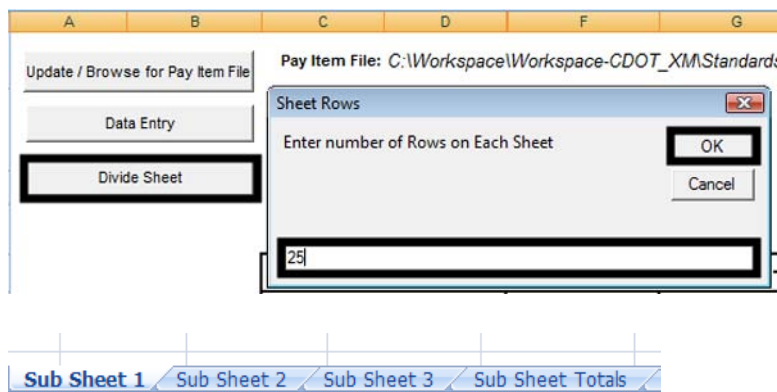 A B C D F G
Update / Browse for Pay Item File
Pay Item File: C:\Workspace\Workspace-CDOT_XM\Standards
Sheet Rows
Data Entry
Enter number of Rows on Each Sheet
OK
Divide Sheet
Cancel
25
Sub Sheet 1 Sub Sheet 2 Sub Sheet 3 Sub Sheet Totals